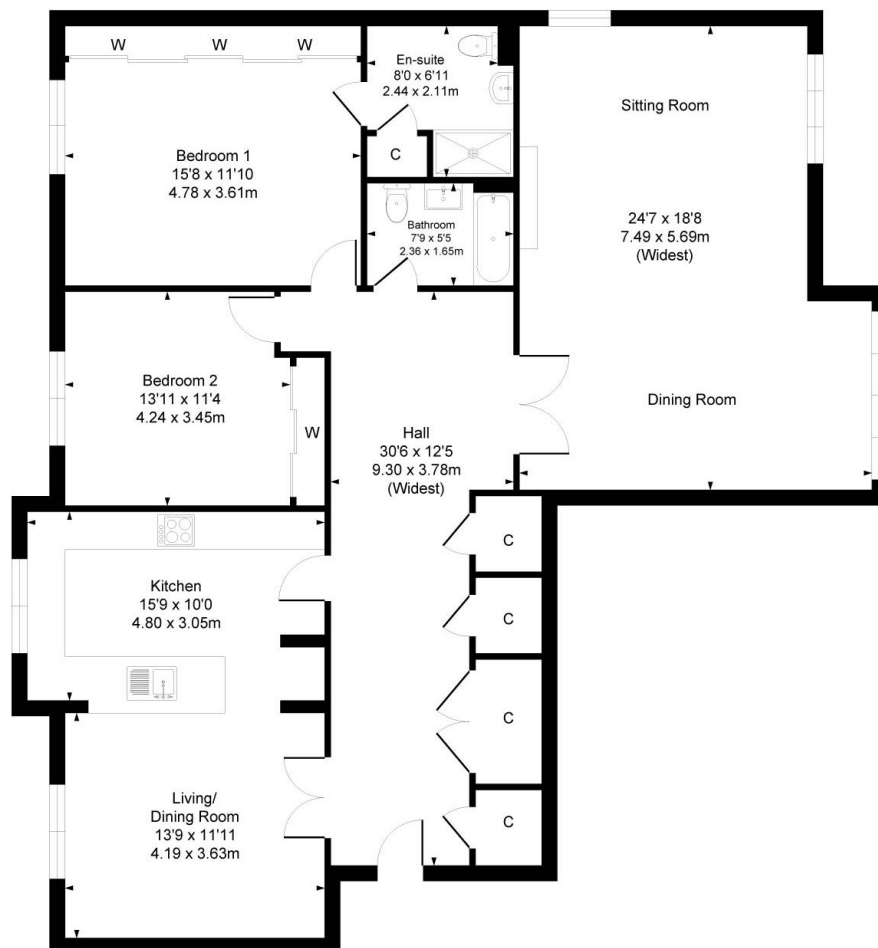 W
W
W
En-suite
8'0 x 6'11
2.44 x 2.11m
C
Bedroom 1
15'8 x 11'10
4.78 x 3.61m
Bathroom
7'9 x 5'5
2.36 x 1.65m
Sitting Room
24'7 x 18'8
7.49 x 5.69m
(Widest)
Dining Room
Bedroom 2
13'11 x 11'4
4.24 x 3.45m
W
Hall
30'6 x 12'5
9.30 x 3.78m
(Widest)
Kitchen
15'9 x 10'0
4.80 x 3.05m
C
C
C
C
Living/
Dining Room
13'9 x 11'11
4.19 x 3.63m